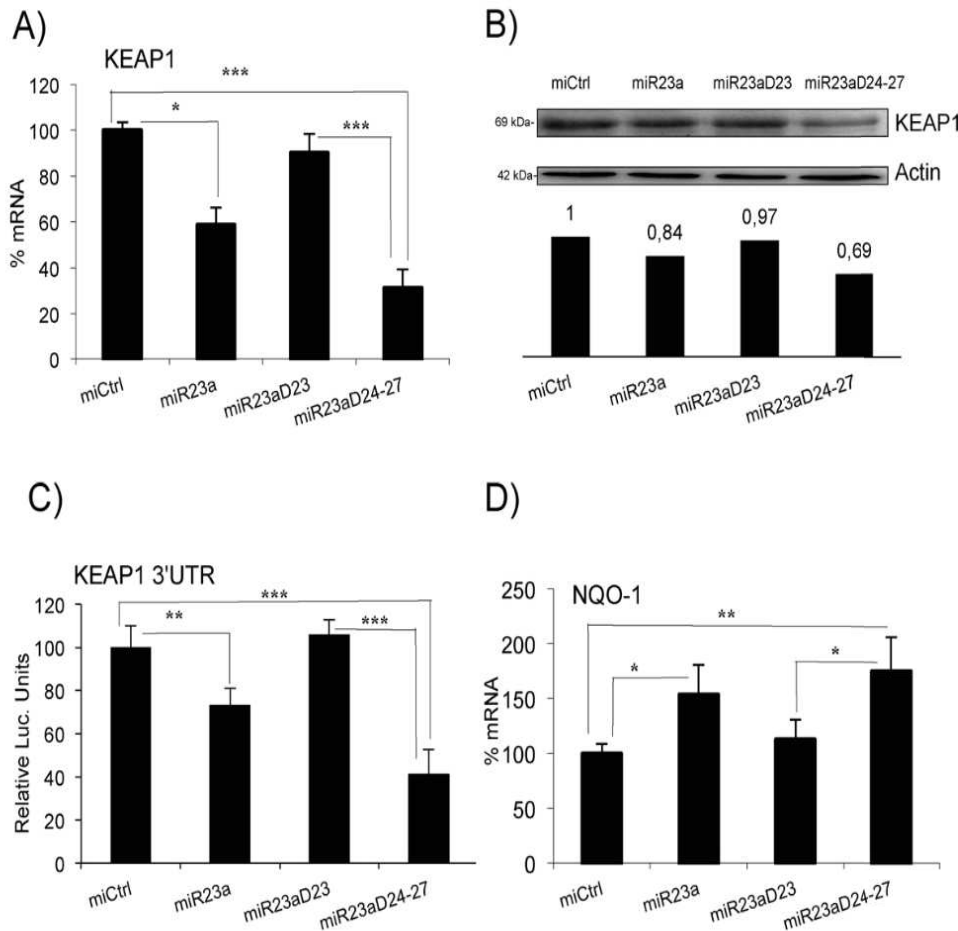 A)
KEAP1
120
100
80
60
40
20
0
% mRNA
***
*
***
miCtrl
miR23a
miR23aD23
miR23aD24-27
B)
miCtrl miR23a miR23aD23 miR23aD24-27
69 kDa-
KEAP1
42 kDa-
Actin
1
0,84
0,97
0,69
miCtrl
miR23a
miR23aD23
miR23aD24-27
C)
KEAP1 3'UTR
120
100
80
60
40
20
0
Relative Luc. Units
***
**
***
miCtrl
miR23a
miR23aD23
miR23aD24-27
D)
NQO-1
250
200
150
100
50
0
% mRNA
**
*
*
miCtrl
miR23a
miR23aD23
miR23aD24-27